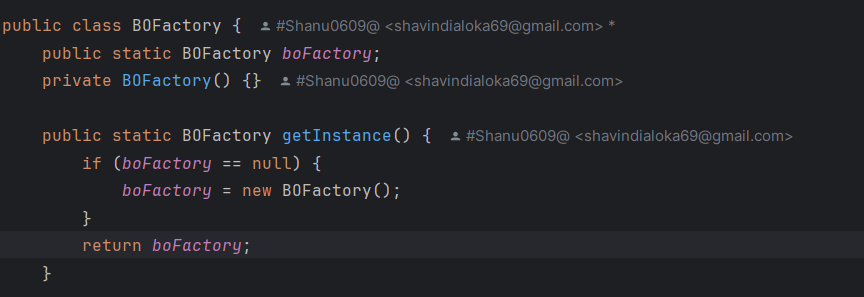 public class BOFactory { #Shanu0609@ <shavindialoka69@gmail.com> *
public static BOFactory boFactory;
private BOFactory() {} #Shanu0609@ <shavindialoka69@gmail.com>
public static BOFactory getInstance() { #Shanu0609@ <shavindialoka69@gmail.com>
if (boFactory == null) {
boFactory = new BOFactory();
}
return boFactory;
}